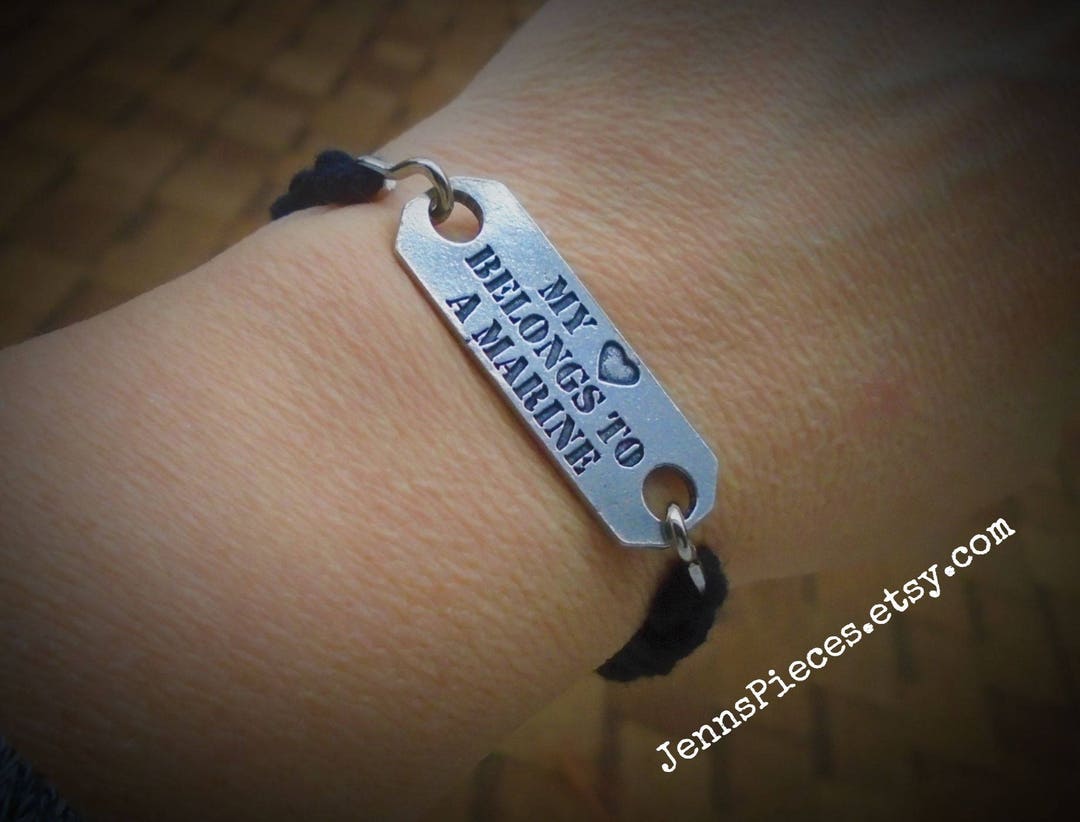 MY ♥
BELONGS TO
A MARINE
JennsPieces.etsy.com